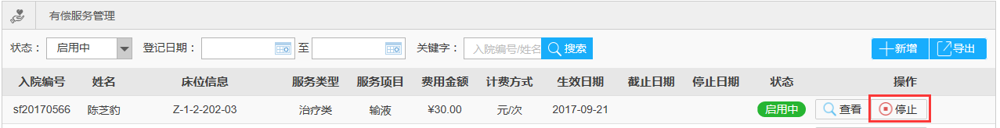 有偿服务管理
状态： 启用中 登记日期： 至 关键字： 入院编号/姓名 搜索 新增 导出
入院编号 姓名 床位信息 服务类型 服务项目 费用金额 计费方式 生效日期 截止日期 停止日期 状态 操作
sf20170566 陈芝豹 Z-1-2-202-03 治疗类 输液 ¥30.00 元/次 2017-09-21 启用中 查看 停止